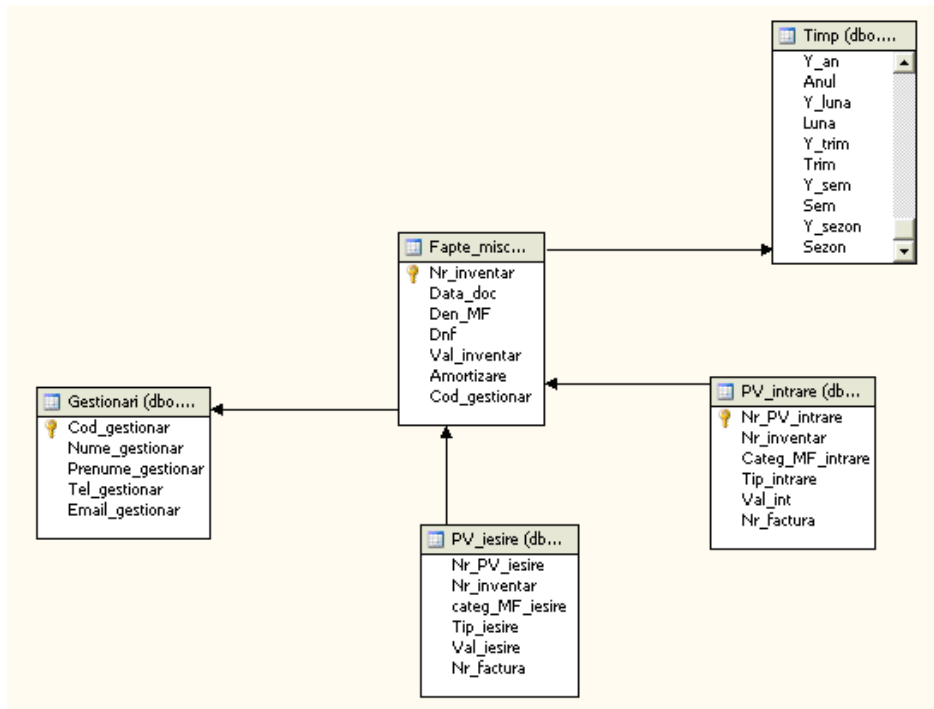 Timp (dbo....
Y_an
Anul
Y_luna
Luna
Y_trim
Trim
Y_sem
Sem
Y_sezon
Sezon
Fapte_misc...
Nr_inventar
Data_doc
Den_MF
Dnf
Val_inventar
Amortizare
Cod_gestionar
Gestionari (dbo....
Cod_gestionar
Nume_gestionar
Prenume_gestionar
Tel_gestionar
Email_gestionar
PV_intrare (db...
Nr_PV_intrare
Nr_inventar
Categ_MF_intrare
Tip_intrare
Val_int
Nr_factura
PV_iesire (db...
Nr_PV_iesire
Nr_inventar
categ_MF_iesire
Tip_iesire
Val_iesire
Nr_factura